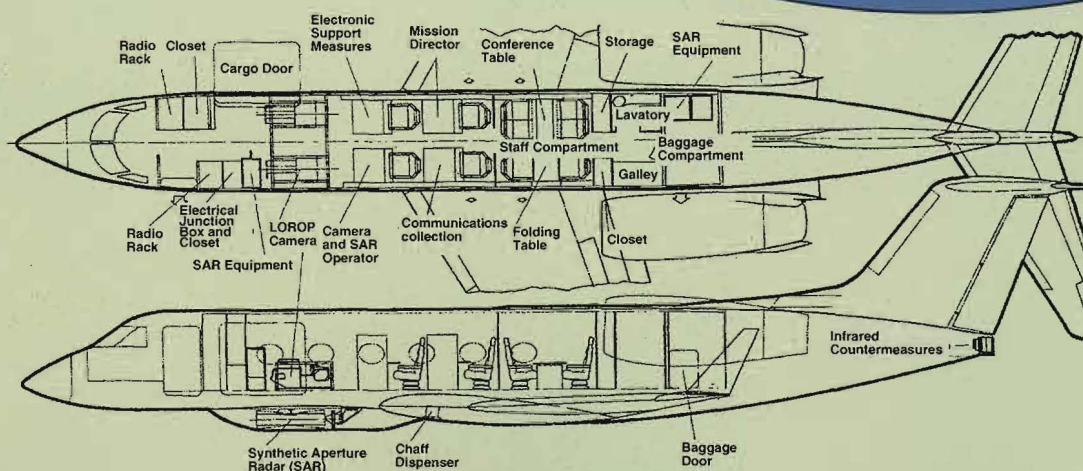 Radio
Rack
Closet
Cargo Door
Electronic
Support
Measures
Mission
Director
Conference
Table
Storage
SAR
Equipment
Lavatory
Staff Compartment
Baggage
Compartment
Galley
Radio
Rack
Electrical
Junction
Box and
Closet
SAR Equipment
LOROP
Camera
Camera
and SAR
Operator
Communications
collection
Folding
Table
Closet
Infrared
Countermeasures
Synthetic Aperture
Radar (SAR)
Chaff
Dispenser
Baggage
Door